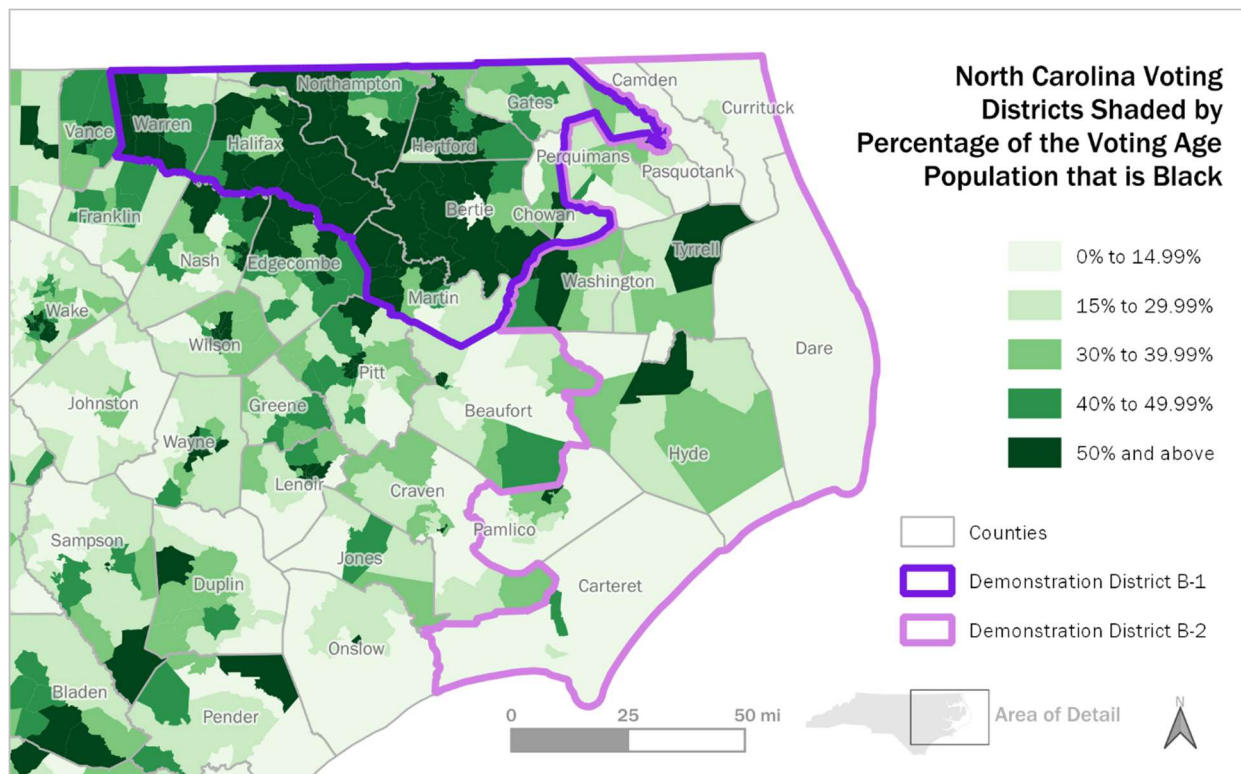 North Carolina Voting
Districts Shaded by
Percentage of the Voting Age
Population that is Black
0% to 14.99%
15% to 29.99%
30% to 39.99%
40% to 49.99%
50% and above
Counties
Demonstration District B-1
Demonstration District B-2
Camden
Northampton
Gates
Currituck
Vance
Warren
Halifax
Hertford
Perquimans
Pasquotank
Franklin
Bertie
Chowan
Nash
Edgecombe
Tyrrell
Martin
Washington
Wake
Wilson
Dare
Pitt
Johnston
Greene
Beaufort
Wayne
Hyde
Lenoir
Craven
Pamlico
Sampson
Jones
Duplin
Carteret
Onslow
Bladen
Pender
0
25
50 mi
Area of Detail
N